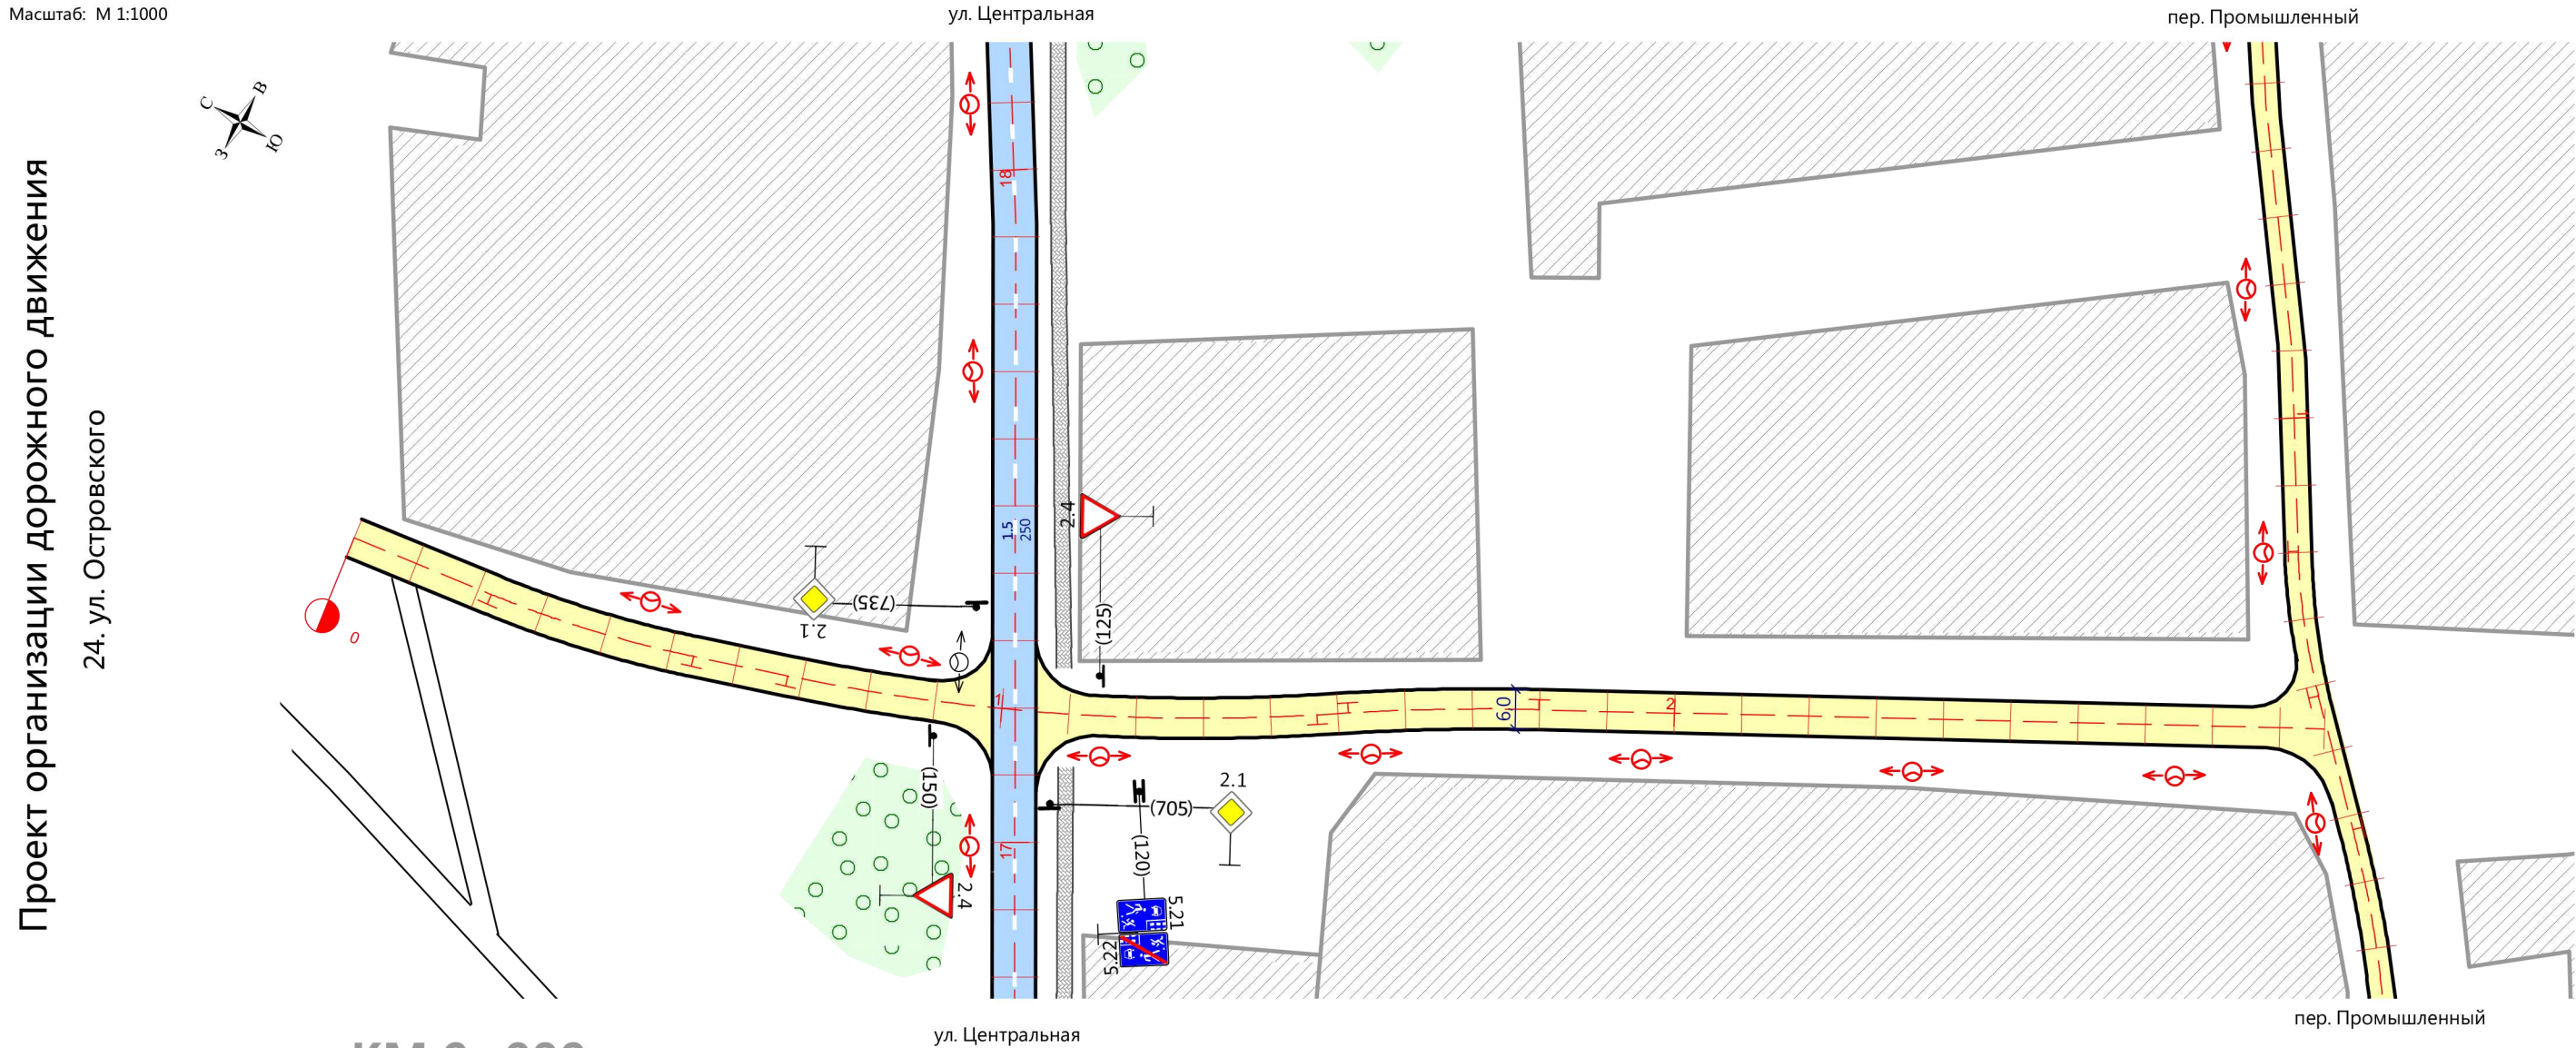 Масштаб: М 1:1000
ул. Центральная
пер. Промышленный
Проект организации дорожного движения
24. ул. Островского
С
В
З
Ю
18
1.5
250
2.4
(125)
(735)
2.1
0
1
6.0
2
1
(150)
2.4
17
2.1
(705)
(120)
5.21
5.22
пер. Промышленный
ул. Центральная